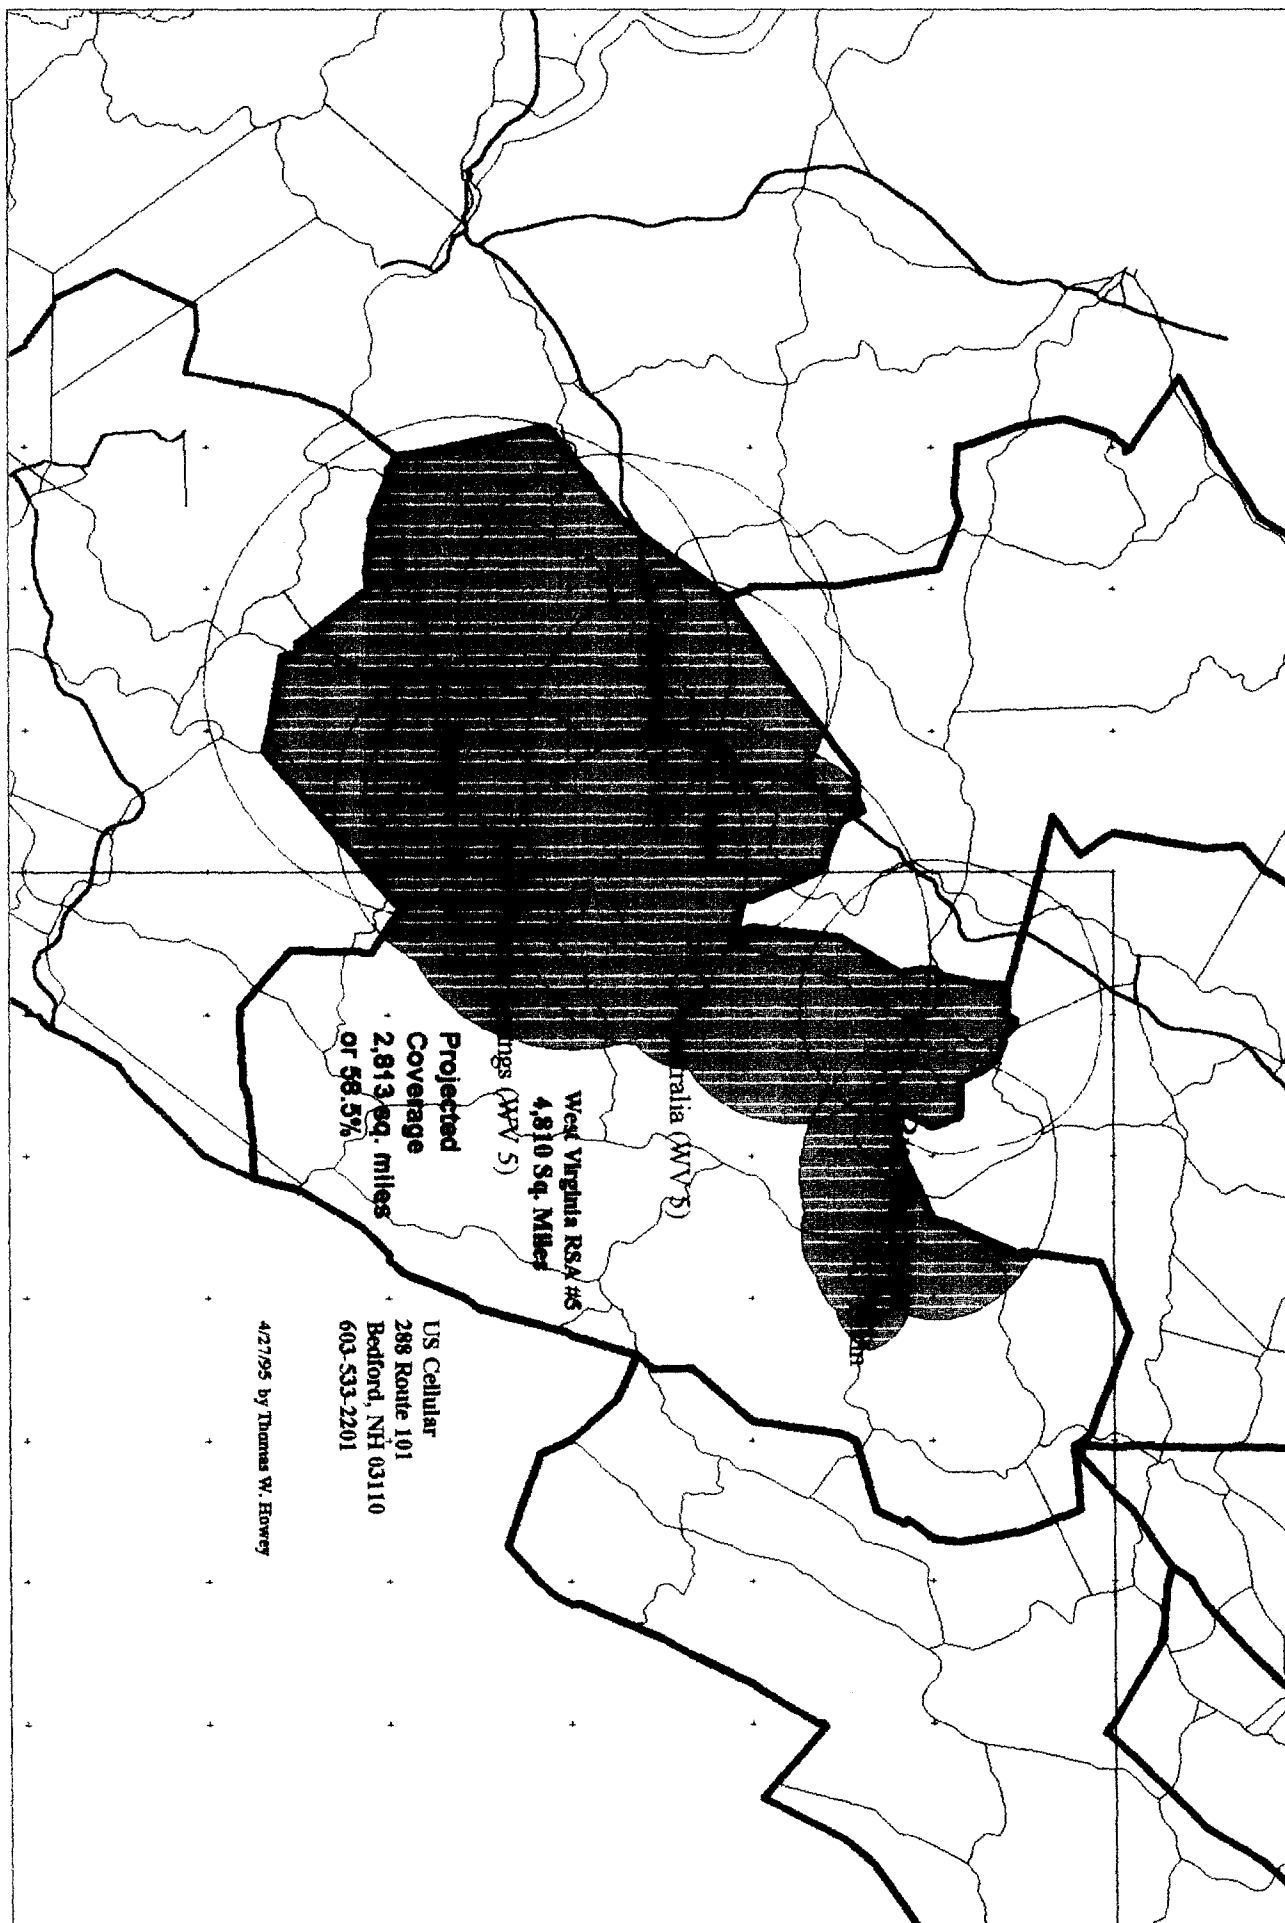 ralia (WV 5)
West Virginia RSA #5
4,810 Sq. Miles
ngs (WV 5)
Projected
Coverage
2,813 sq. miles
or 58.5%
US Cellular
288 Route 101
Bedford, NH 03110
603-533-2201
4/27/95 by Thomas W. Howey